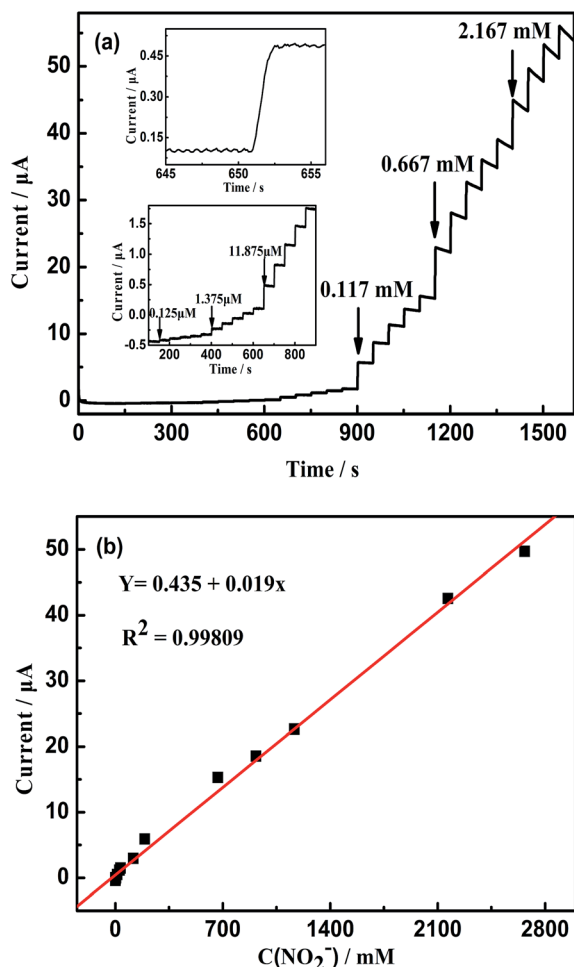 (a)
2.167 mM
0.667 mM
0.117 mM
Current / μA
60
50
40
30
20
10
0
0 300 600 900 1200 1500
Time / s
Current / μA
0.45
0.30
0.15
645 650 655
Time / s
Current / μA
1.5
1.0
0.5
0.0
-0.5
0.125μM
1.375μM
11.875μM
200 400 600 800
Time / s
(b)
Y= 0.435 + 0.019x
R² = 0.99809
Current / μA
50
40
30
20
10
0
0 700 1400 2100 2800
C(NO₂⁻) / mM